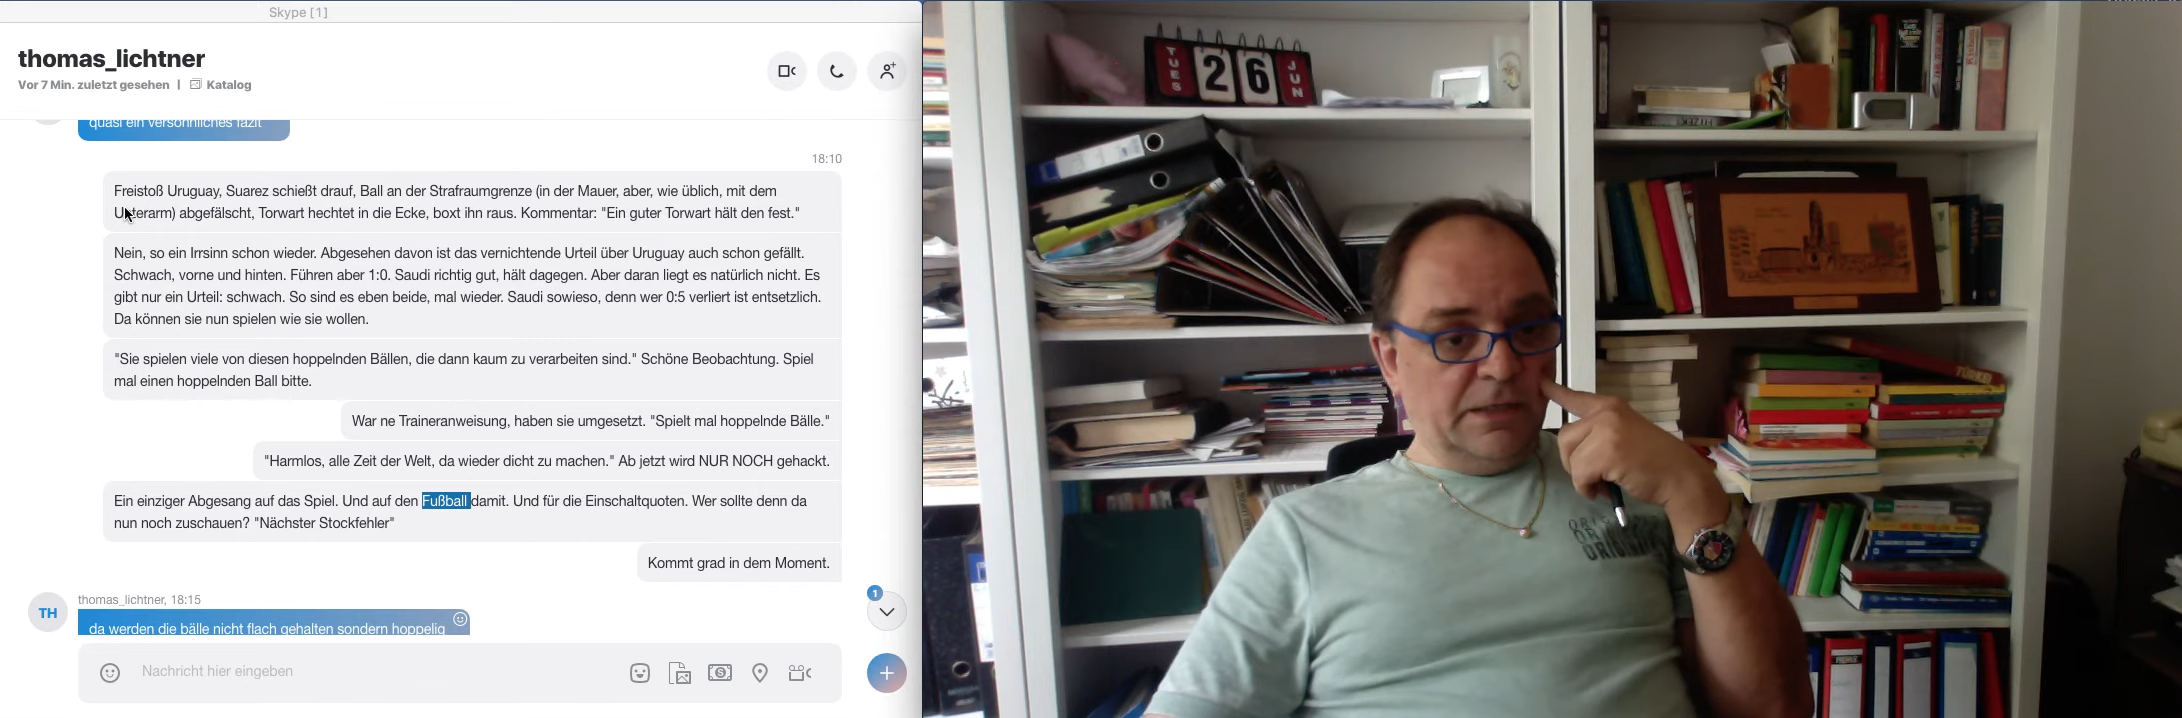 Skype [1]
thomas_lichtner
Vor 7 Min. zuletzt gesehen | Katalog
quasi ein versöhnliches fazit
18:10
Freistoß Uruguay, Suarez schießt drauf, Ball an der Strafraumgrenze (in der Mauer, aber, wie üblich, mit dem
Unterarm) abgefälscht, Torwart hechtet in die Ecke, boxt ihn raus. Kommentar: "Ein guter Torwart hält den fest."
Nein, so ein Irrsinn schon wieder. Abgesehen davon ist das vernichtende Urteil über Uruguay auch schon gefällt.
Schwach, vorne und hinten. Führen aber 1:0. Saudi richtig gut, hält dagegen. Aber daran liegt es natürlich nicht. Es
gibt nur ein Urteil: schwach. So sind es eben beide, mal wieder. Saudi sowieso, denn wer 0:5 verliert ist entsetzlich.
Da können sie nun spielen wie sie wollen.
"Sie spielen viele von diesen hoppelnden Bällen, die dann kaum zu verarbeiten sind." Schöne Beobachtung. Spiel
mal einen hoppelnden Ball bitte.
War ne Traineranweisung, haben sie umgesetzt. "Spielt mal hoppelnde Bälle."
"Harmlos, alle Zeit der Welt, da wieder dicht zu machen." Ab jetzt wird NUR NOCH gehackt.
Ein einziger Abgesang auf das Spiel. Und auf den Fußball damit. Und für die Einschaltquoten. Wer sollte denn da
nun noch zuschauen? "Nächster Stockfehler"
Kommt grad in dem Moment.
TH
thomas_lichtner, 18:15
1
da werden die bälle nicht flach gehalten sondern hoppelig
Nachricht hier eingeben
TUES
26
JUN
TÜRKEI
ORIGINAL